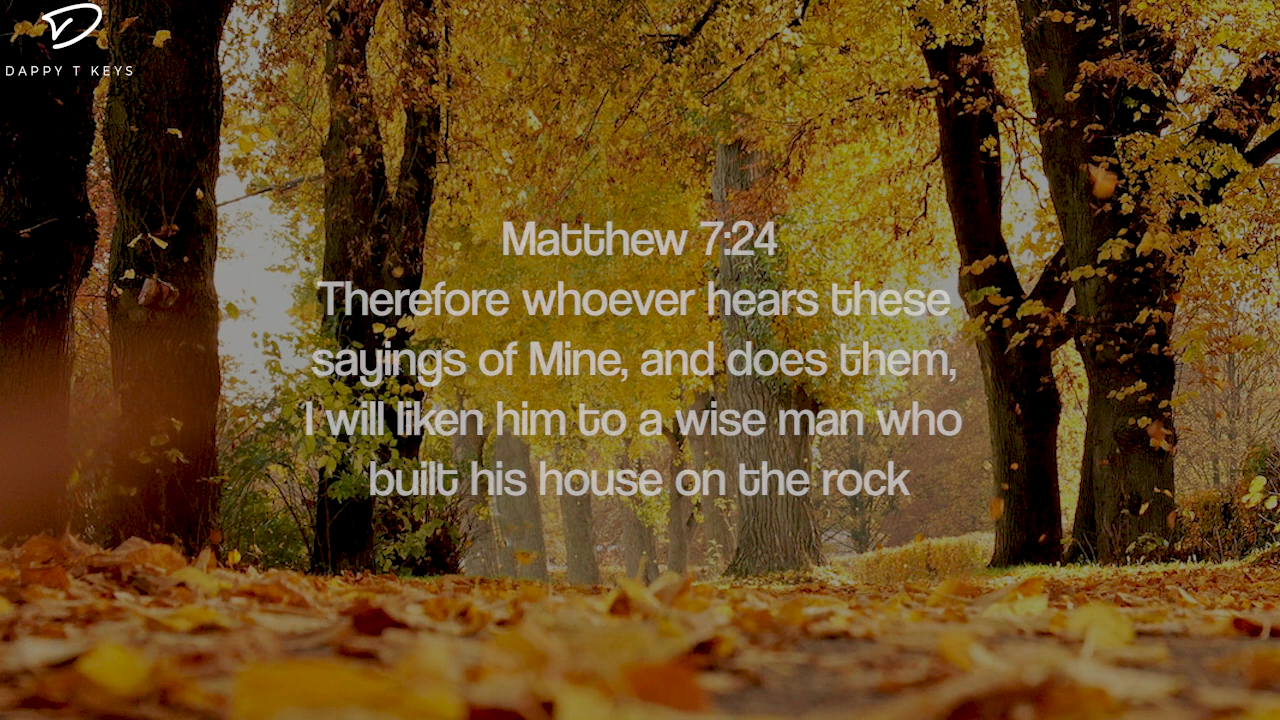 DAPPY T KEYS
Matthew 7:24
Therefore whoever hears these
sayings of Mine, and does them,
I will liken him to a wise man who
built his house on the rock